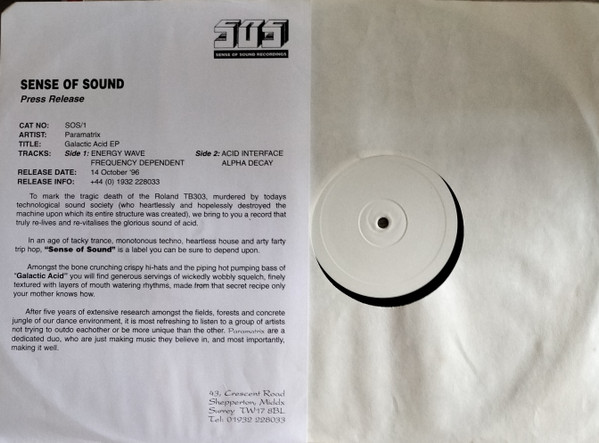 SOS
SENSE OF SOUND RECORDINGS
SENSE OF SOUND
Press Release
CAT NO: SOS/1
ARTIST: Paramatrix
TITLE: Galactic Acid EP
TRACKS: Side 1: ENERGY WAVE Side 2: ACID INTERFACE
FREQUENCY DEPENDENT ALPHA DECAY
RELEASE DATE: 14 October '96
RELEASE INFO: +44 (0) 1932 228033
To mark the tragic death of the Roland TB303, murdered by todays
technological sound society (who heartlessly and hopelessly destroyed the
machine upon which its entire structure was created), we bring to you a record that
truly re-lives and re-vitalises the glorious sound of acid.
In an age of tacky trance, monotonous techno, heartless house and arty farty
trip hop, "Sense of Sound" is a label you can be sure to depend upon.
Amongst the bone crunching crispy hi-hats and the piping hot pumping bass of
"Galactic Acid" you will find generous servings of wickedly wobbly squelch, finely
textured with layers of mouth watering rhythms, made from that secret recipe only
your mother knows how.
After five years of extensive research amongst the fields, forests and concrete
jungle of our dance environment, it is most refreshing to listen to a group of artists
not trying to outdo eachother or be more unique than the other. Paramatrix are a
dedicated duo, who are just making music they believe in, and most importantly,
making it well.
43, Crescent Road
Shepperton, Middx
Surrey TW17 8BL
Tel: 01932 228033